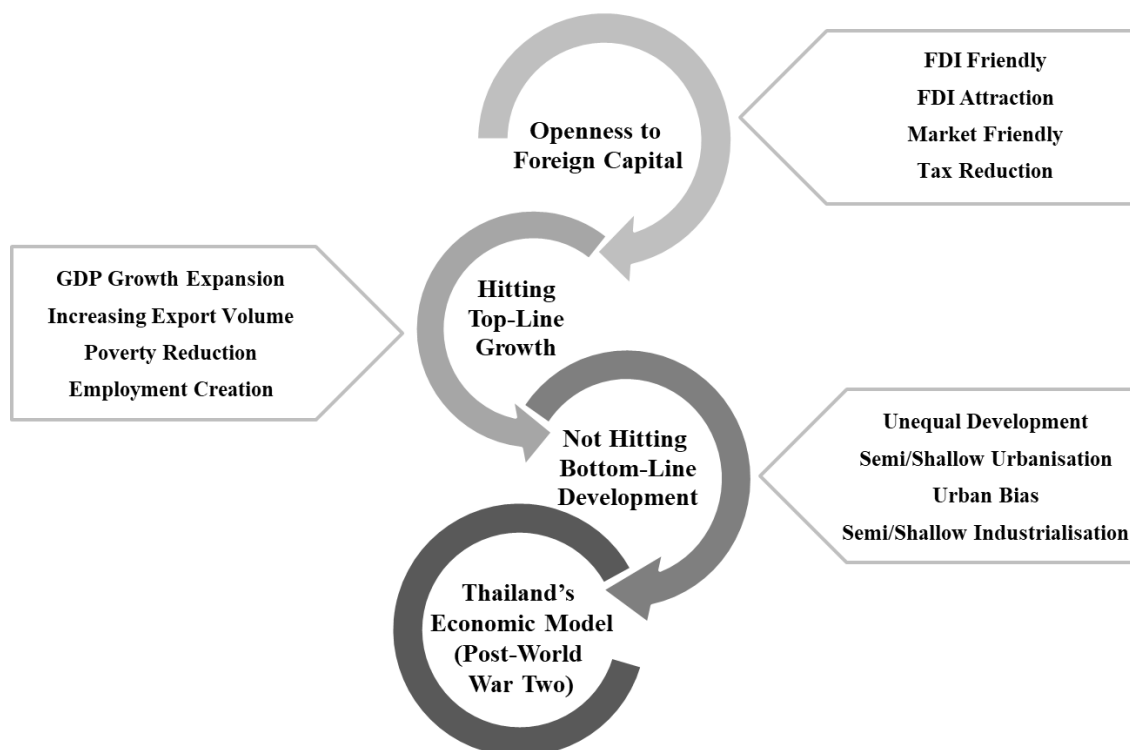 FDI Friendly
FDI Attraction
Market Friendly
Tax Reduction
Openness to
Foreign Capital
GDP Growth Expansion
Increasing Export Volume
Poverty Reduction
Employment Creation
Hitting
Top-Line
Growth
Not Hitting
Bottom-Line
Development
Unequal Development
Semi/Shallow Urbanisation
Urban Bias
Semi/Shallow Industrialisation
Thailand’s
Economic Model
(Post-World
War Two)